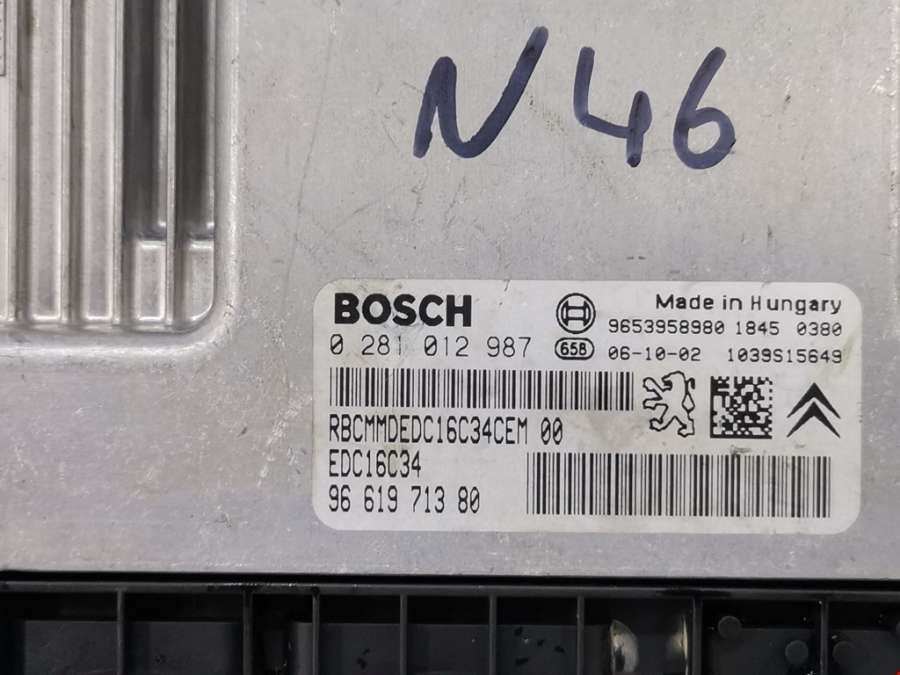 N 46
BOSCH
Made in Hungary
9653958980 1845 0380
0 281 012 987 658 06-10-02 1039S15649
RBCMMDEDC16C34CEM 00
EDC16C34
96 619 713 80